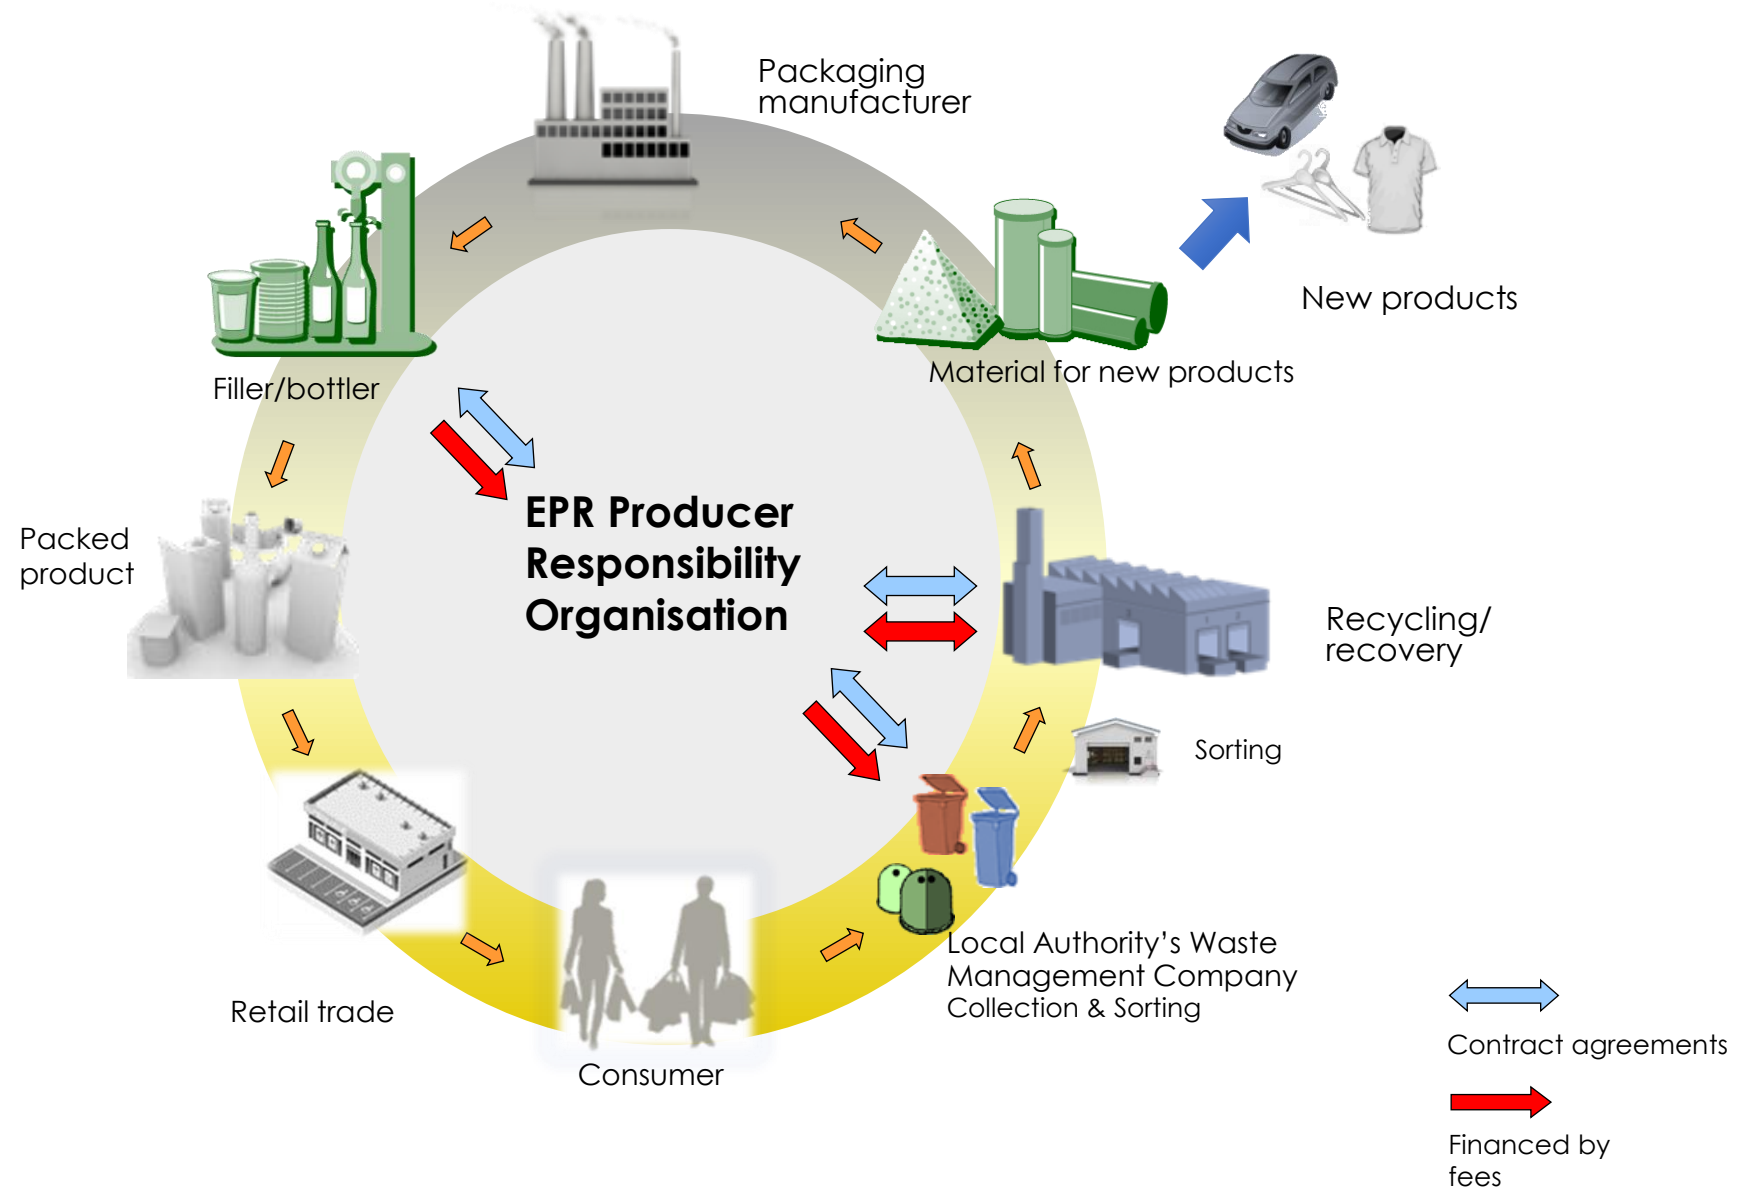 Packaging
manufacturer
New products
Material for new products
Filler/bottler
EPR Producer
Responsibility
Organisation
Packed
product
Recycling/
recovery
Sorting
Local Authority’s Waste
Management Company
Collection & Sorting
Retail trade
Consumer
Contract agreements
Financed by
fees